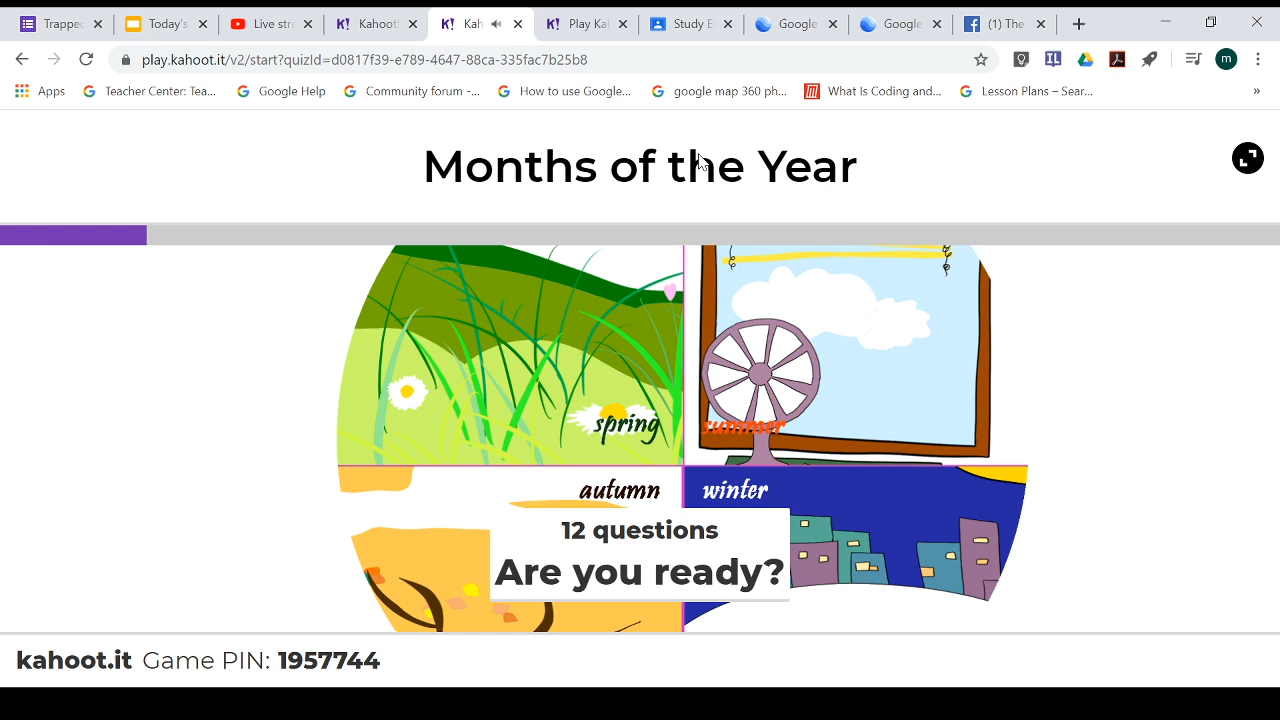 Trapped
Today's
Live stre
Kahoot!
Kah
Play Ka
Study E
Google
Google
(1) The
play.kahoot.it/v2/start?quizId=d0817f39-e789-4647-88ca-335fac7b25b8
IL
m
Apps
Teacher Center: Tea...
Google Help
Community forum -...
How to use Google...
google map 360 ph...
What Is Coding and...
Lesson Plans – Sear...
»
Months of the Year
spring
summer
autumn
winter
12 questions
Are you ready?
kahoot.it Game PIN: 1957744